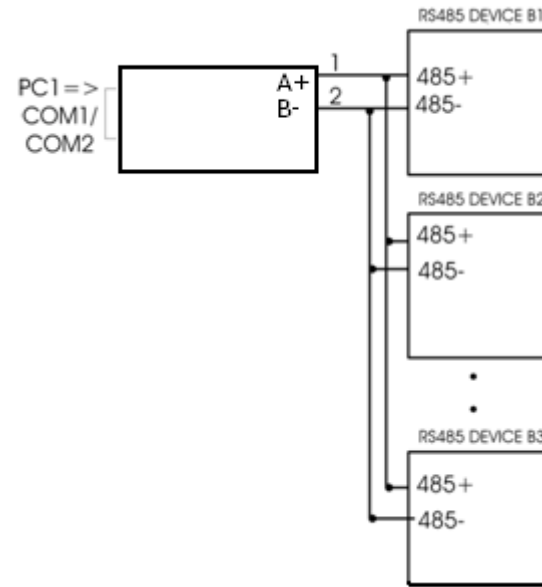 RS485 DEVICE B1
PC1=>
COM1/
COM2
A+
B-
1
2
485+
485-
RS485 DEVICE B2
485+
485-
RS485 DEVICE B3
485+
485-